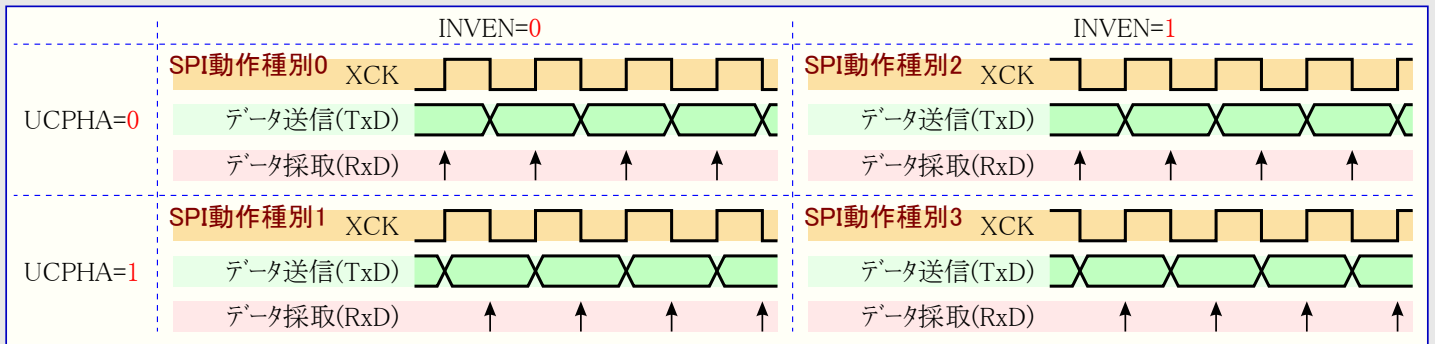 INVEN=0 INVEN=1
UCPHA=0
SPI動作種別0 XCK
データ送信(TxD)
データ採取(RxD)
SPI動作種別2 XCK
データ送信(TxD)
データ採取(RxD)
UCPHA=1
SPI動作種別1 XCK
データ送信(TxD)
データ採取(RxD)
SPI動作種別3 XCK
データ送信(TxD)
データ採取(RxD)